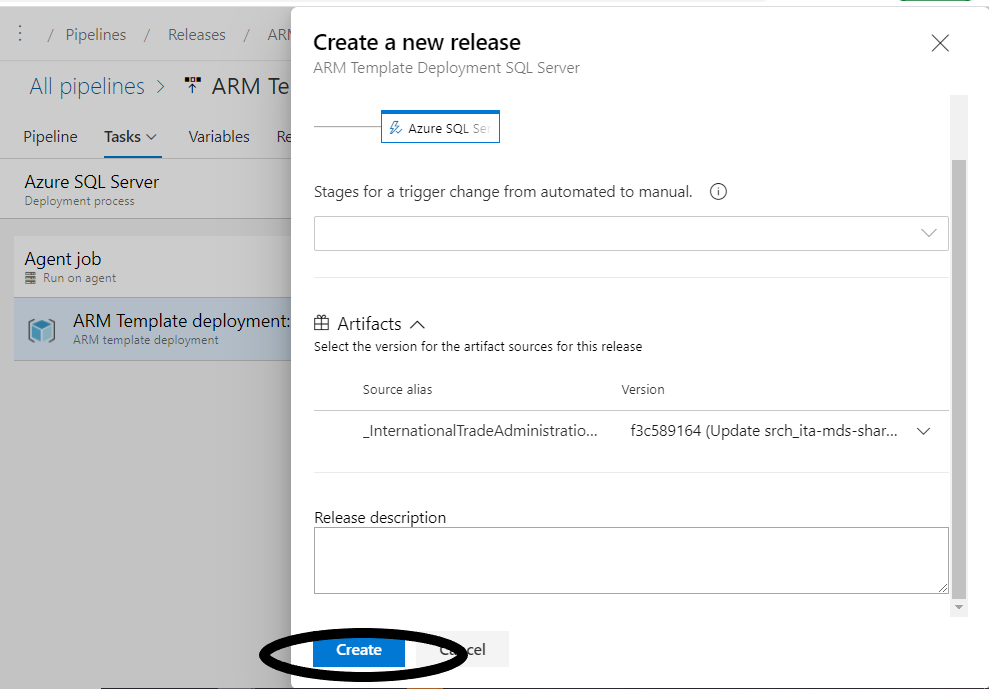 / Pipelines / Releases / ARM
All pipelines > ARM Te
Pipeline Tasks Variables Re
Azure SQL Server
Deployment process
Agent job
Run on agent
ARM Template deployment:
ARM template deployment
Create a new release
ARM Template Deployment SQL Server
Azure SQL Ser
Stages for a trigger change from automated to manual.
Artifacts
Select the version for the artifact sources for this release
Source alias Version
_InternationalTradeAdministratio... f3c589164 (Update srch_ita-mds-shar...
Release description
Create Cancel